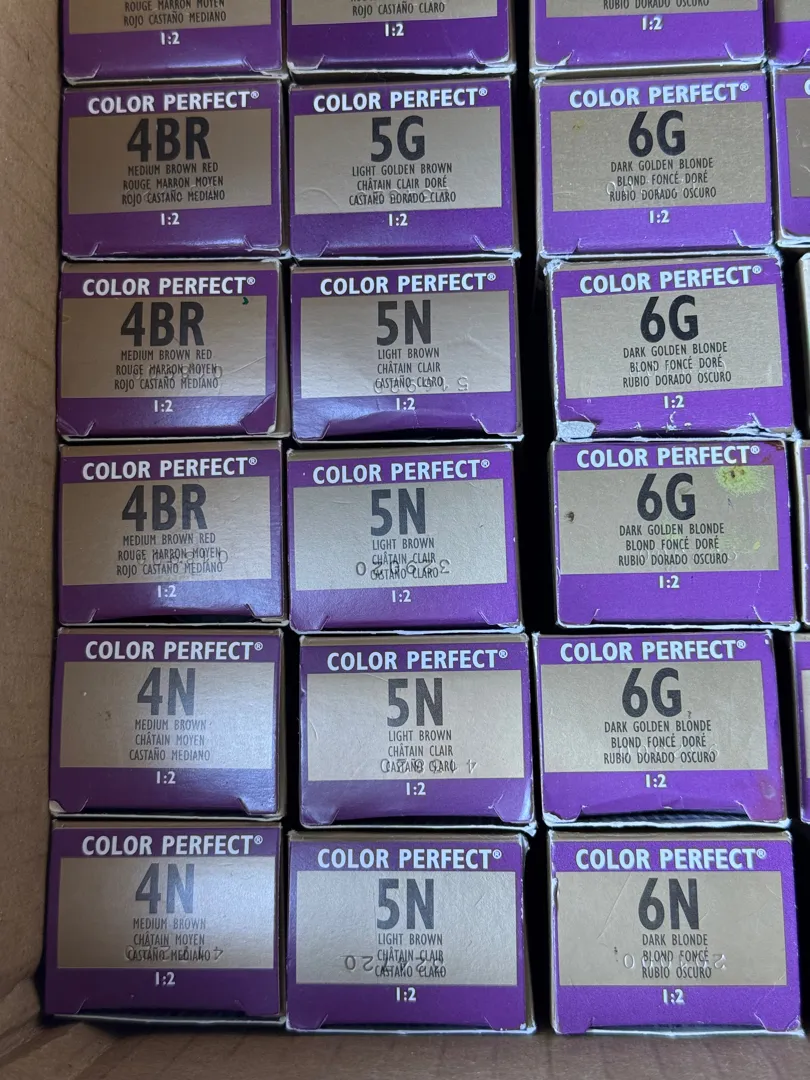 ROUGE MARRON MOYEN
ROJO CASTAÑO MEDIANO
1:2
COLOR PERFECT®
4BR
MEDIUM BROWN RED
ROUGE MARRON MOYEN
ROJO CASTAÑO MEDIANO
1:2
COLOR PERFECT®
4BR
MEDIUM BROWN RED
ROUGE MARRON MOYEN
ROJO CASTAÑO MEDIANO
1:2
COLOR PERFECT®
4BR
MEDIUM BROWN RED
ROUGE MARRON MOYEN
ROJO CASTAÑO MEDIANO
1:2
COLOR PERFECT®
4N
MEDIUM BROWN
CHÂTAIN MOYEN
CASTAÑO MEDIANO
1:2
COLOR PERFECT®
4N
MEDIUM BROWN
CHÂTAIN MOYEN
CASTAÑO MEDIANO
1:2
ROJO CASTAÑO CLARO
1:2
COLOR PERFECT®
5G
LIGHT GOLDEN BROWN
CHÂTAIN CLAIR DORÉ
CASTAÑO DORADO CLARO
1:2
COLOR PERFECT®
5N
LIGHT BROWN
CHÂTAIN CLAIR
CASTAÑO CLARO
1:2
COLOR PERFECT®
5N
LIGHT BROWN
CHÂTAIN CLAIR
CASTAÑO CLARO
1:2
COLOR PERFECT®
5N
LIGHT BROWN
CHÂTAIN CLAIR
CASTAÑO CLARO
1:2
COLOR PERFECT®
5N
LIGHT BROWN
CHÂTAIN CLAIR
CASTAÑO CLARO
1:2
RUBIO DORADO OSCURO
1:2
COLOR PERFECT®
6G
DARK GOLDEN BLONDE
BLOND FONCÉ DORÉ
RUBIO DORADO OSCURO
1:2
COLOR PERFECT®
6G
DARK GOLDEN BLONDE
BLOND FONCÉ DORÉ
RUBIO DORADO OSCURO
1:2
COLOR PERFECT®
6G
DARK GOLDEN BLONDE
BLOND FONCÉ DORÉ
RUBIO DORADO OSCURO
1:2
COLOR PERFECT®
6G
DARK GOLDEN BLONDE
BLOND FONCÉ DORÉ
RUBIO DORADO OSCURO
1:2
COLOR PERFECT®
6N
DARK BLONDE
BLOND FONCÉ
RUBIO OSCURO
1:2